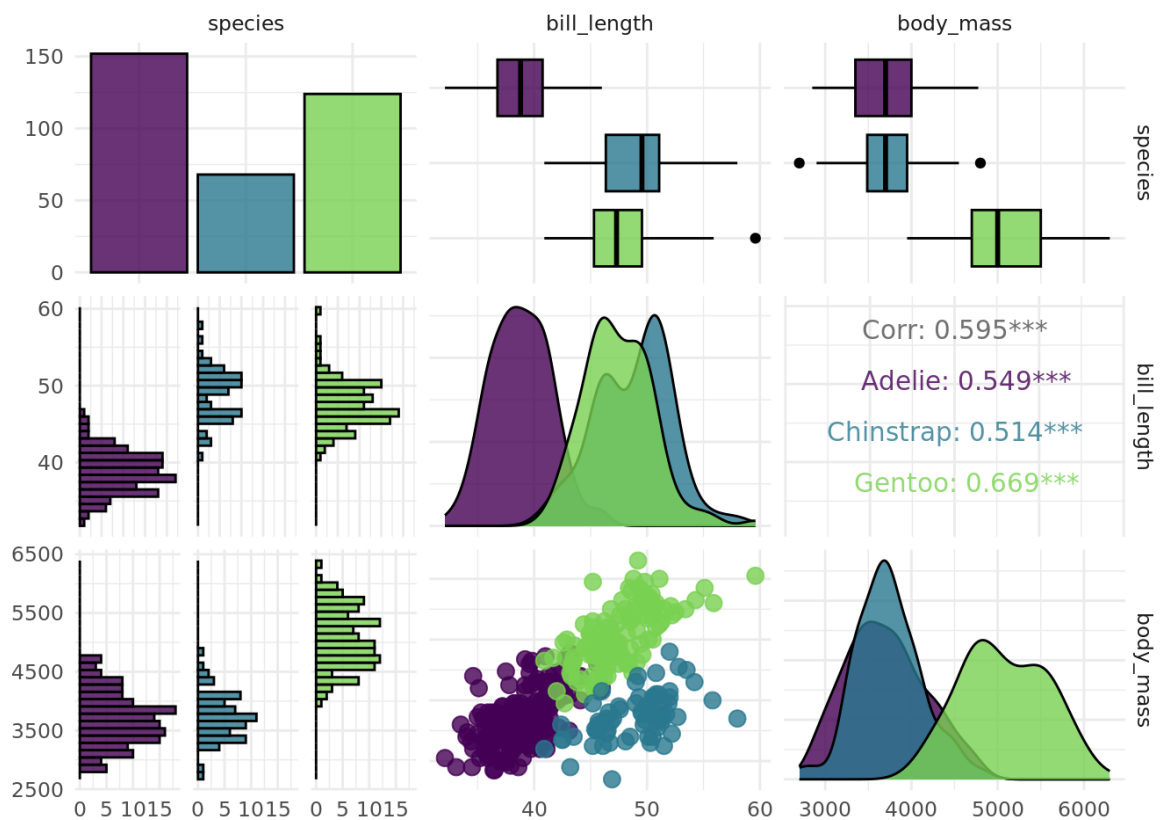 species bill_length body_mass
150
100
50
0
species
60
50
40
Corr: 0.595***
Adelie: 0.549***
Chinstrap: 0.514***
Gentoo: 0.669***
bill_length
6500
5500
4500
3500
2500
body_mass
0 5 1015 0 5 1015 0 5 1015
40 50 60
3000 4000 5000 6000